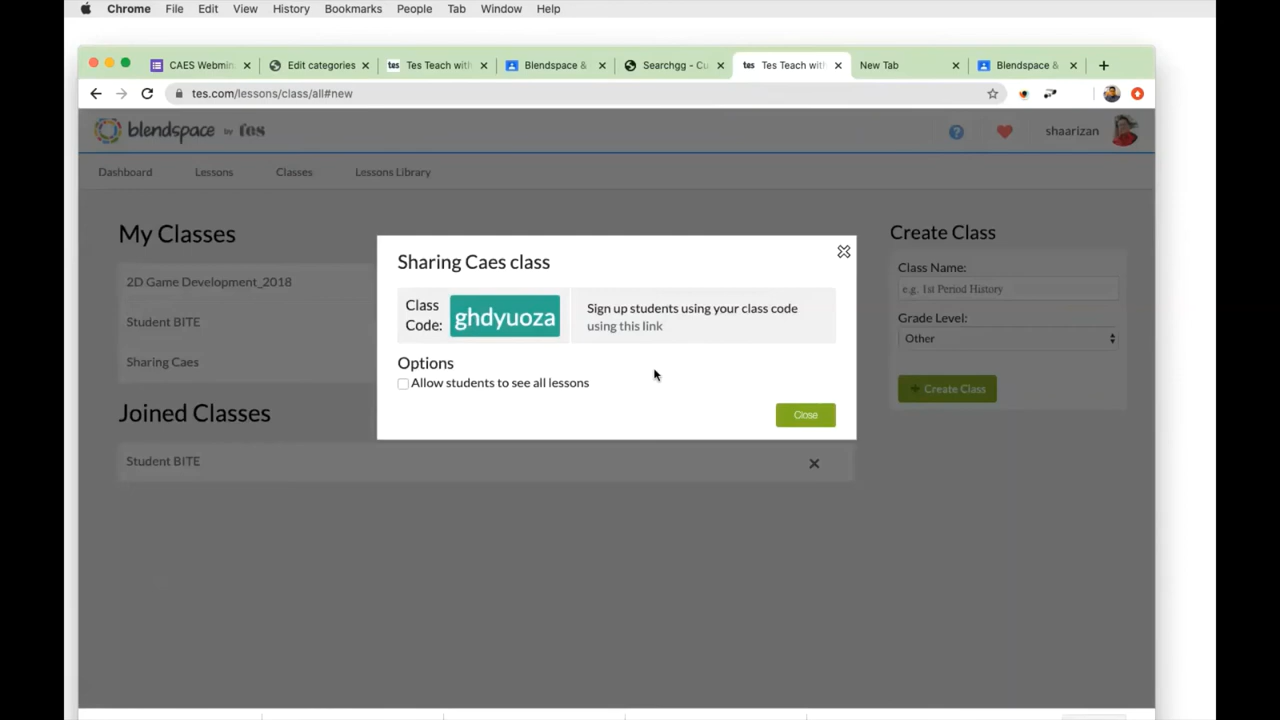 Chrome File Edit View History Bookmarks People Tab Window Help
CAES Webmin Edit categories Tes Teach with Blendspace & Searchgg - Cu Tes Teach with New Tab Blendspace &
tes.com/lessons/class/all#new
blendspace by tes shaarizan
Dashboard Lessons Classes Lessons Library
My Classes
2D Game Development_2018
Student BITE
Sharing Caes
Joined Classes
Student BITE
Sharing Caes class
Class Code: ghdyuoza
Sign up students using your class code
using this link
Options
Allow students to see all lessons
Close
Create Class
Class Name:
e.g. 1st Period History
Grade Level:
Other
+ Create Class